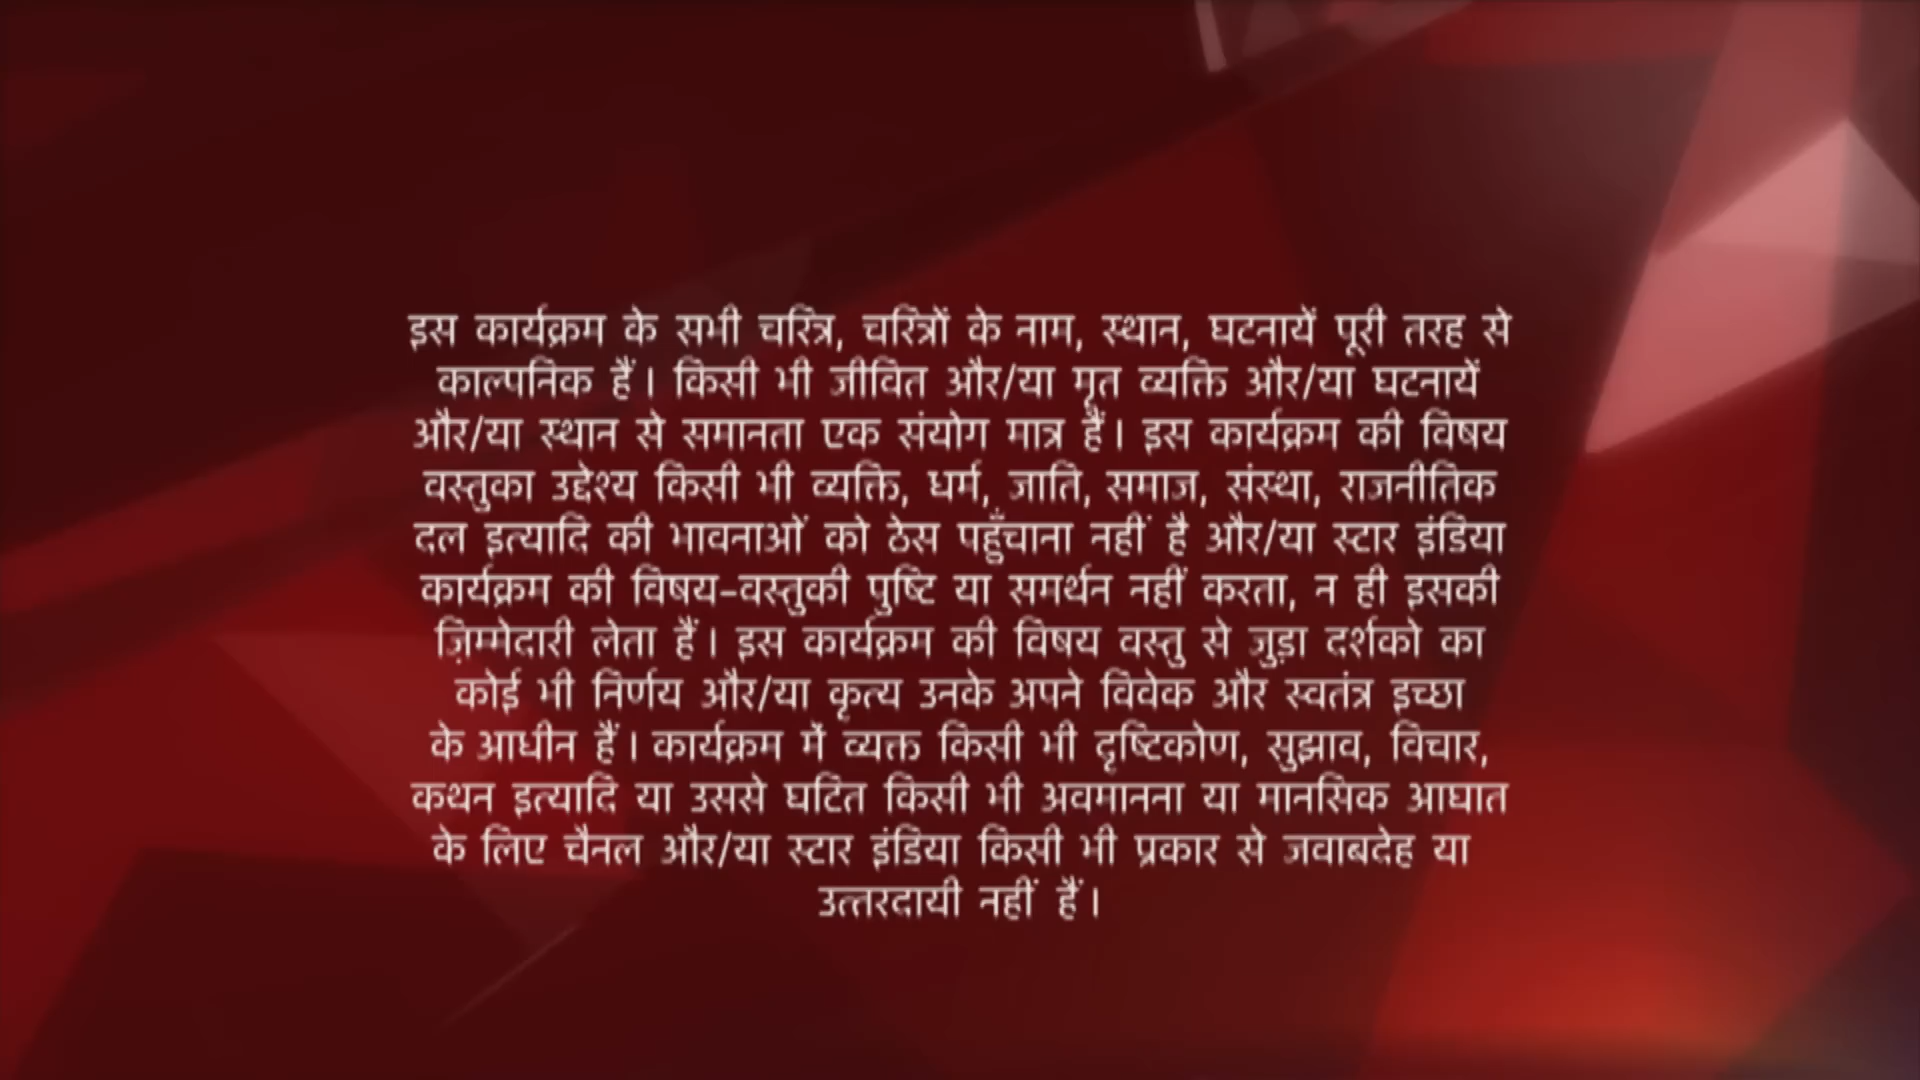 इस कार्यक्रम के सभी चरित्र, चरित्रों के नाम, स्थान, घटनायें पूरी तरह से
काल्पनिक हैं। किसी भी जीवित और/या मृत व्यक्ति और/या घटनायें
और/या स्थान से समानता एक संयोग मात्र हैं। इस कार्यक्रम की विषय
वस्तुका उद्देश्य किसी भी व्यक्ति, धर्म, जाति, समाज, संस्था, राजनीतिक
दल इत्यादि की भावनाओं को ठेस पहुँचाना नहीं है और/या स्टार इंडिया
कार्यक्रम की विषय-वस्तुकी पुष्टि या समर्थन नहीं करता, न ही इसकी
ज़िम्मेदारी लेता हैं। इस कार्यक्रम की विषय वस्तु से जुड़ा दर्शको का
कोई भी निर्णय और/या कृत्य उनके अपने विवेक और स्वतंत्र इच्छा
के आधीन हैं। कार्यक्रम में व्यक्त किसी भी दृष्टिकोण, सुझाव, विचार,
कथन इत्यादि या उससे घटित किसी भी अवमानना या मानसिक आघात
के लिए चैनल और/या स्टार इंडिया किसी भी प्रकार से जवाबदेह या
उत्तरदायी नहीं हैं।